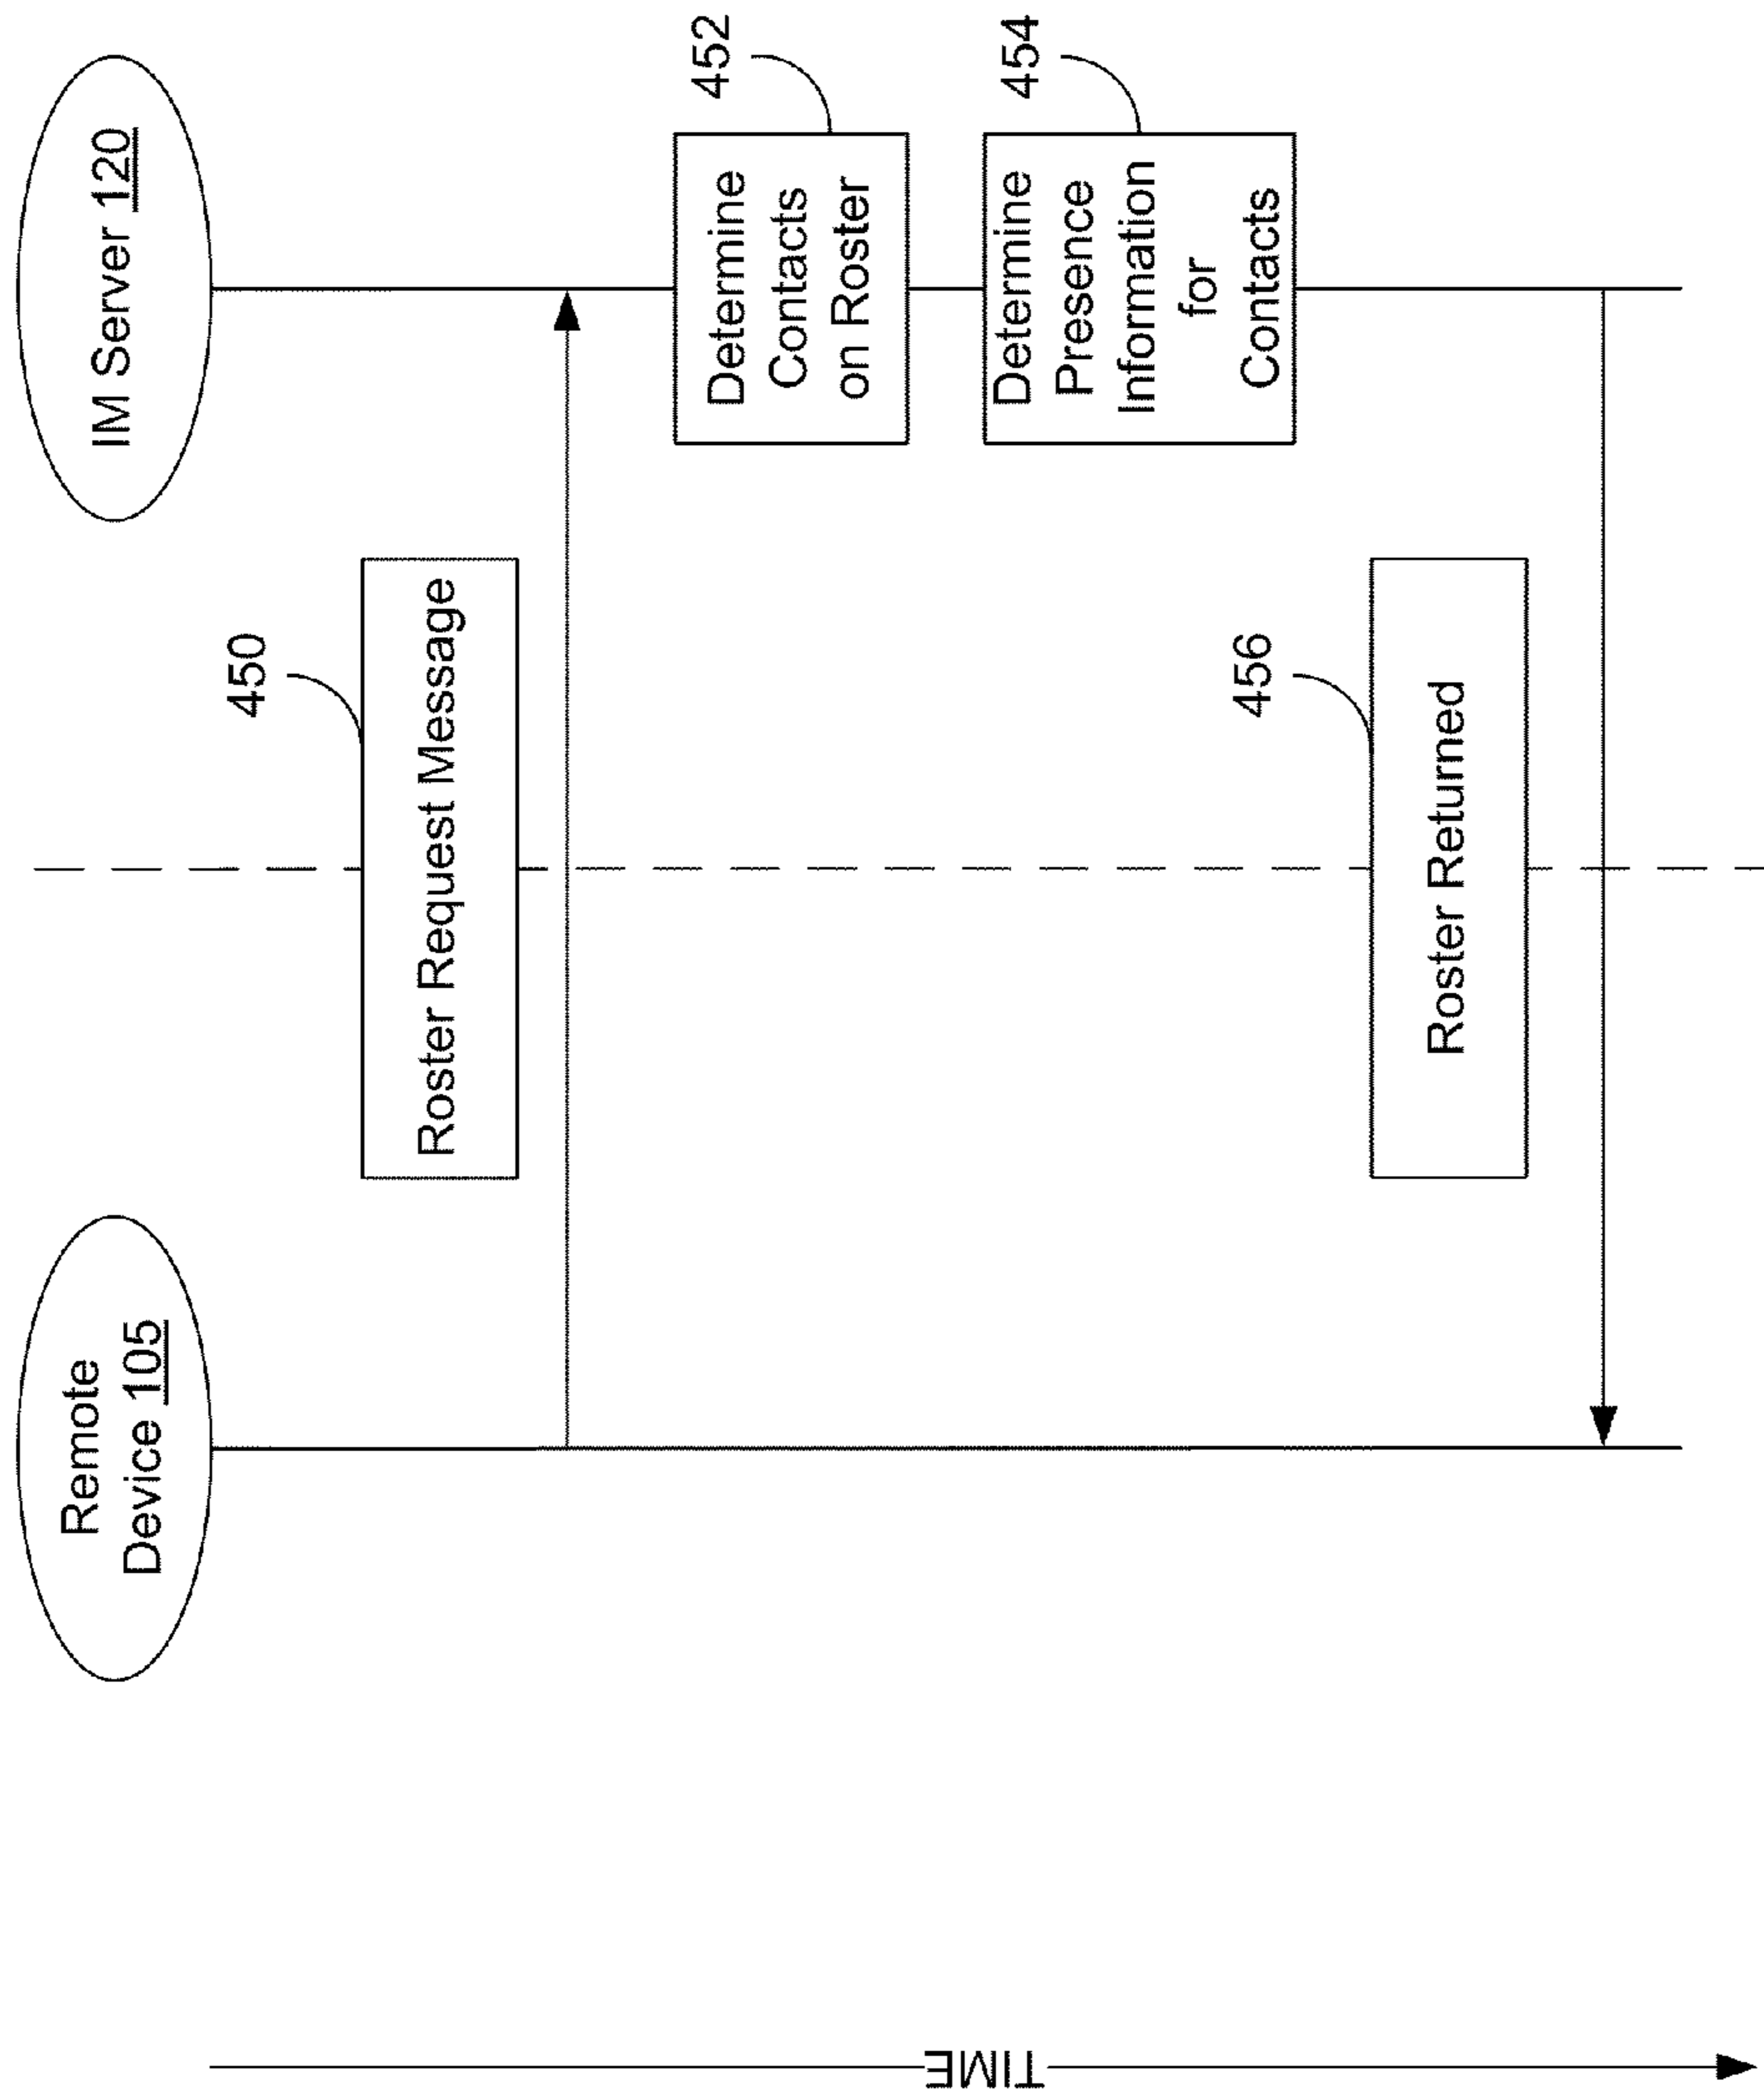 Remote
Device 105
IM Server 120
450
Roster Request Message
452
Determine
Contacts
on Roster
454
Determine
Presence
Information
for
Contacts
456
Roster Returned
TIME